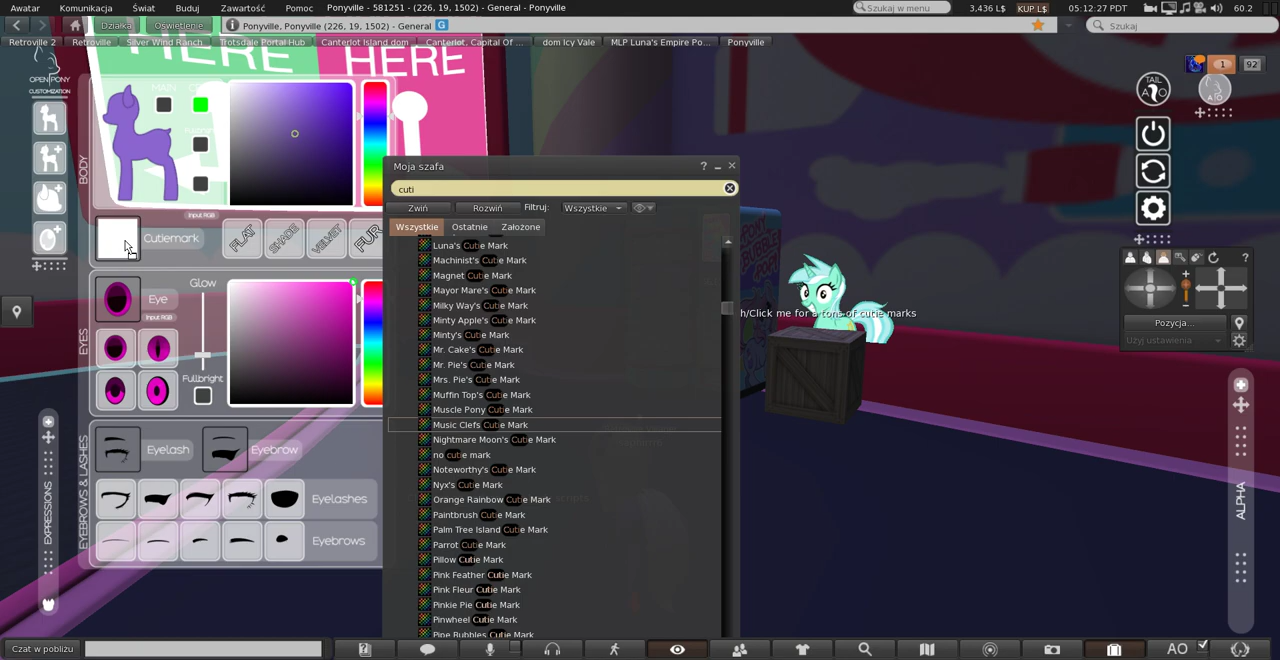 Awatar Komunikacja Świat Buduj Zawartość Pomoc Ponyville - 581251 - (226, 19, 1502) - General - Ponyville Szukaj w menu 3,436 L$ KUP L$ 05:12:27 PDT 60.2
Działka Oświetlenie Ponyville, (226, 19, 1502) - General G Szukaj
Retroville 2 Retroville Silver Wind Ranch Trotsdale Portal Hub Canterlot Island dom Canterlot, Capital Of ... dom Icy Vale MLP Luna's Empire Po... Ponyville
HERE HERE
OPEN PONY
CUSTOMIZATION
1 92
TAIL
AO
BODY
MAIN
Input RGB
Cutiemark
FLAT
SHADE
VELVET
FUR
EYES
Eye
Input RGB
Glow
Fullbright
EYEBROWS & LASHES
Eyelash
Eyebrow
Eyelashes
Eyebrows
EXPRESSIONS
Moja szafa
?
cuti
Zwiń Rozwiń Filtruj: Wszystkie
Wszystkie Ostatnie Założone
Luna's Cutie Mark
Machinist's Cutie Mark
Magnet Cutie Mark
Mayor Mare's Cutie Mark
Milky Way's Cutie Mark
Minty Apple's Cutie Mark
Minty's Cutie Mark
Mr. Cake's Cutie Mark
Mr. Pie's Cutie Mark
Mrs. Pie's Cutie Mark
Muffin Top's Cutie Mark
Muscle Pony Cutie Mark
Music Clefs Cutie Mark
Nightmare Moon's Cutie Mark
no cutie mark
Noteworthy's Cutie Mark
Nyx's Cutie Mark
Orange Rainbow Cutie Mark
Paintbrush Cutie Mark
Palm Tree Island Cutie Mark
Parrot Cutie Mark
Pillow Cutie Mark
Pink Feather Cutie Mark
Pink Fleur Cutie Mark
Pinkie Pie Cutie Mark
Pinwheel Cutie Mark
Pipe Bubbles Cutie Mark
h/Click me for a tons of cutie marks
?
Pozycja...
Użyj ustawienia
ALPHA
Czat w pobliżu
AO